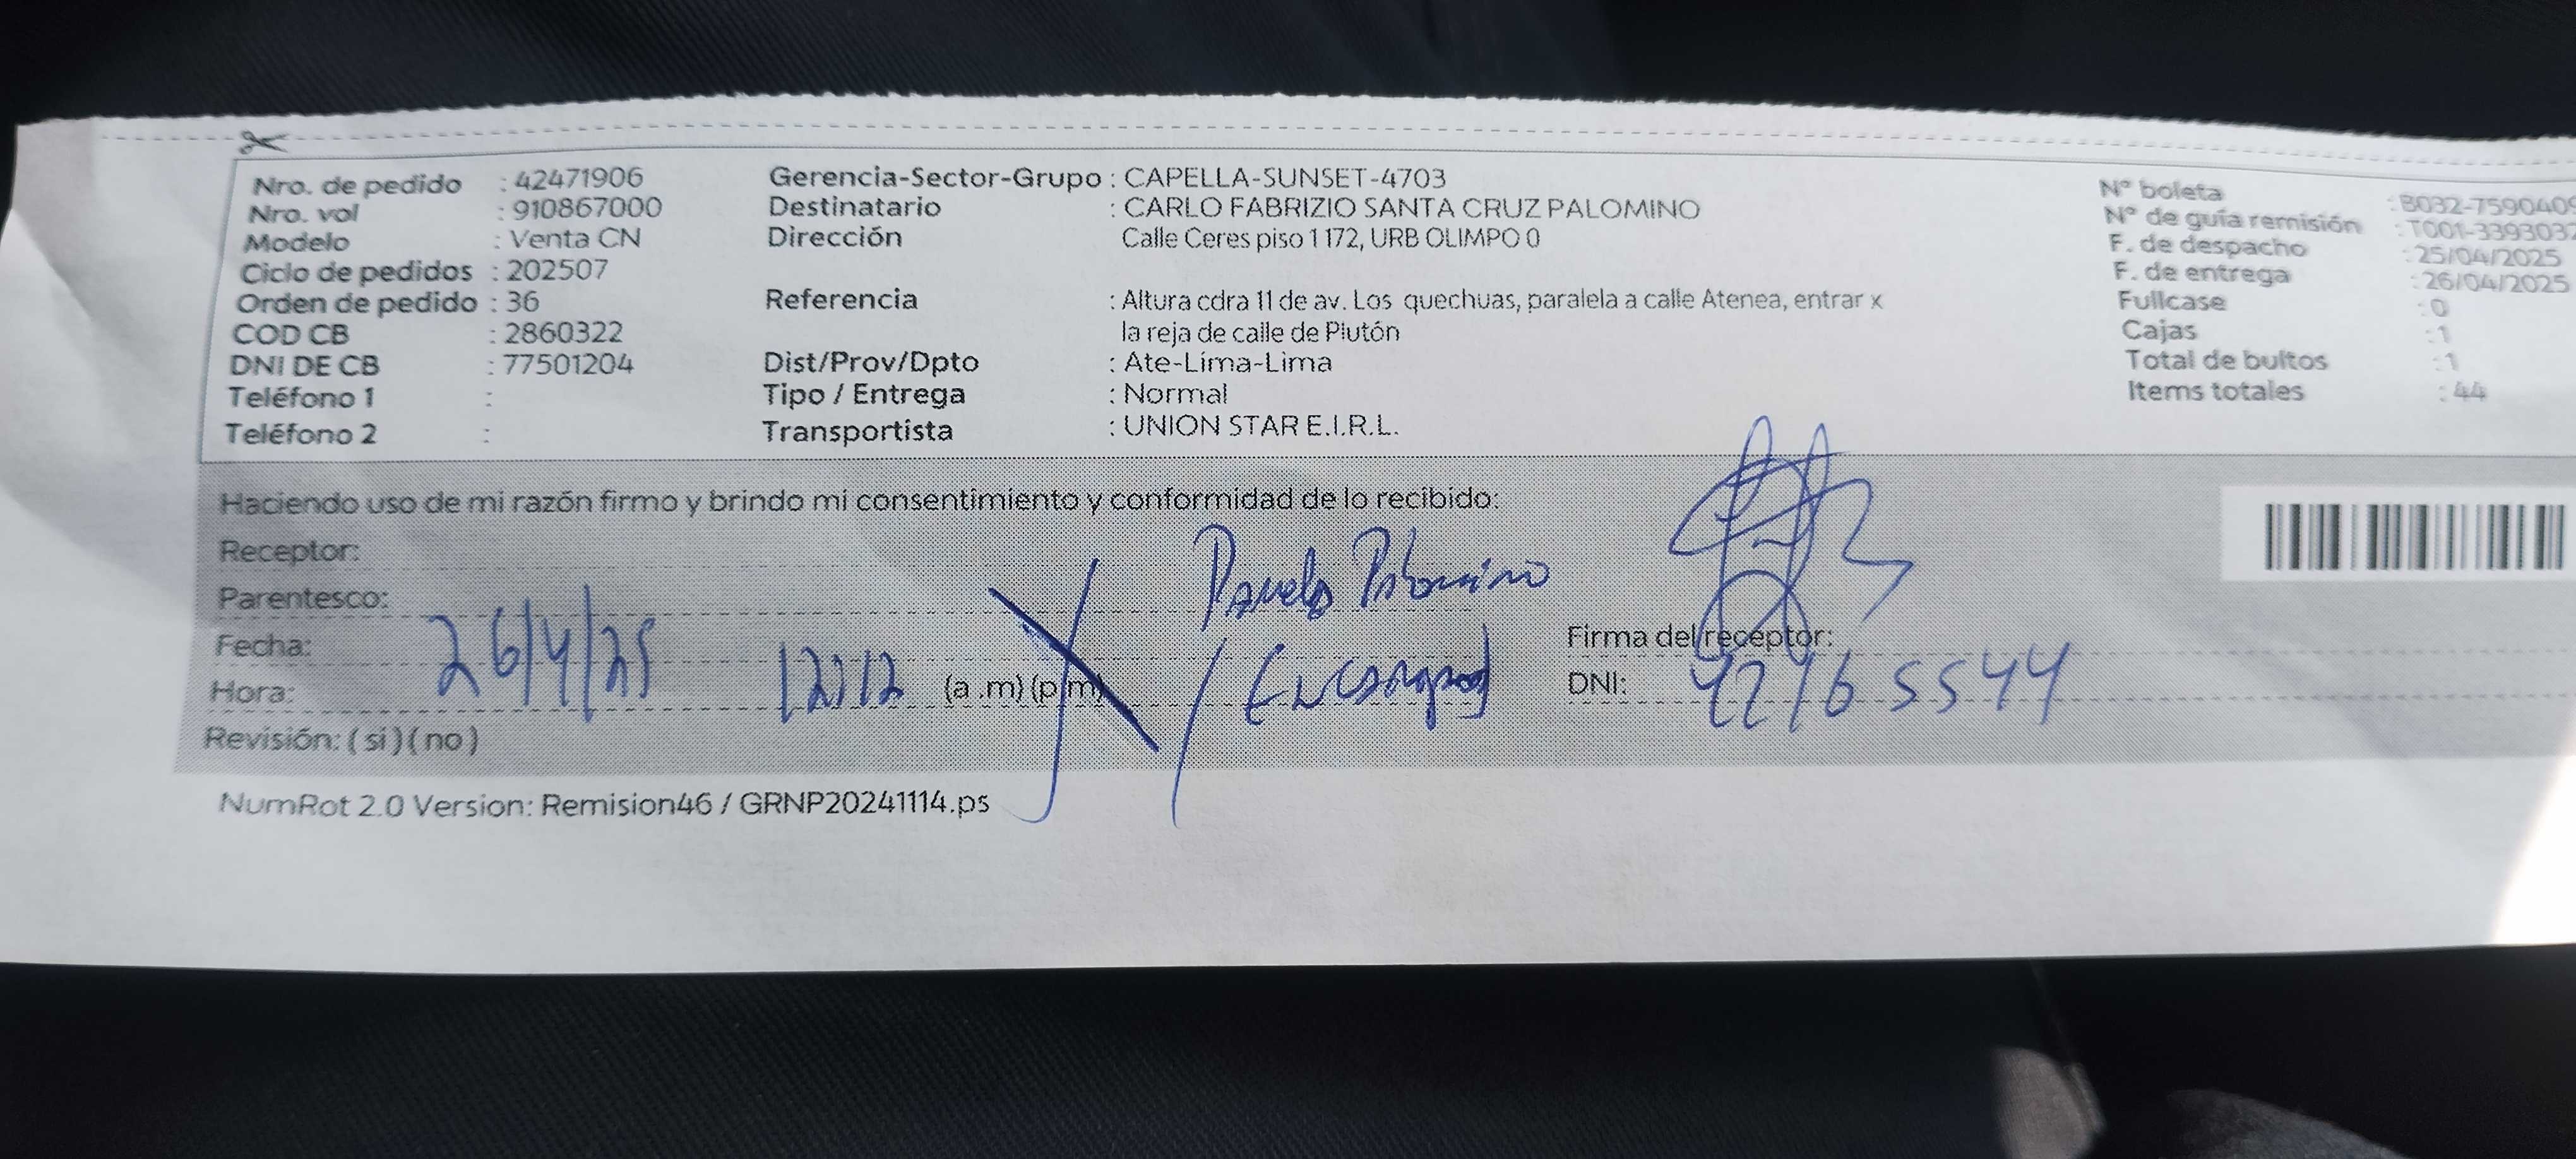 Nro. de pedido : 42471906
Nro. vol : 910867000
Modelo : Venta CN
Ciclo de pedidos : 202507
Orden de pedido : 36
COD CB : 2860322
DNI DE CB : 77501204
Teléfono 1 :
Teléfono 2 :
Gerencia-Sector-Grupo : CAPELLA-SUNSET-4703
Destinatario : CARLO FABRIZIO SANTA CRUZ PALOMINO
Dirección Calle Ceres piso 1 172, URB OLIMPO 0
Referencia : Altura cdra 11 de av. Los quechuas, paralela a calle Atenea, entrar x
la reja de calle de Plutón
Dist/Prov/Dpto : Ate-Lima-Lima
Tipo / Entrega : Normal
Transportista : UNION STAR E.I.R.L.
N° boleta : B032-7590409
N° de guía remisión : T001-3393037
F. de despacho : 25/04/2025
F. de entrega : 26/04/2025
Fullcase : 0
Cajas : 1
Total de bultos : 1
Items totales : 44
Haciendo uso de mi razón firmo y brindo mi consentimiento y conformidad de lo recibido:
Receptor: Palomino
Parentesco:
Fecha: 26/4/25
Hora: (a .m) (p m)
Revisión: ( si ) ( no )
Firma del receptor:
DNI: 42165544
NumRot 2.0 Version: Remision46 / GRNP20241114.ps